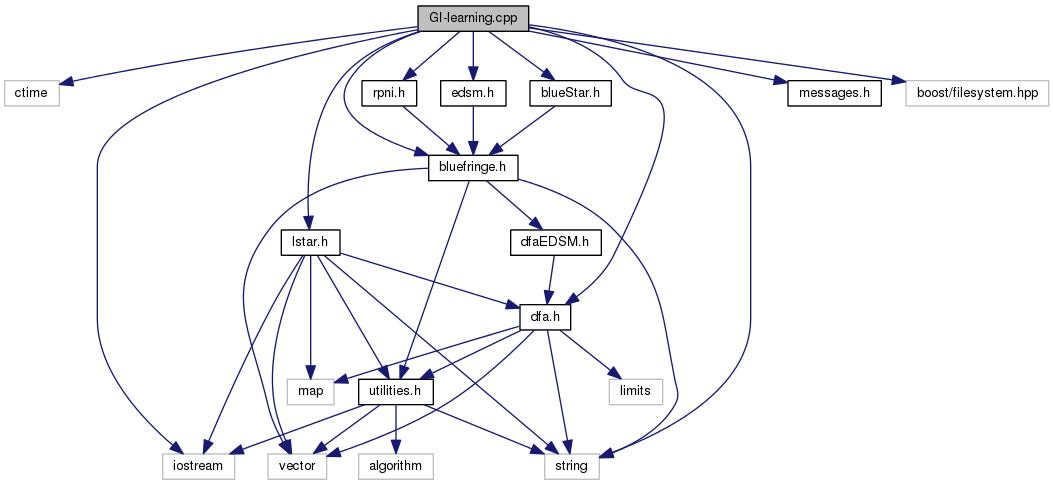 GI-learning.cpp
ctime
rpni.h
edsm.h
blueStar.h
messages.h
boost/filesystem.hpp
bluefringe.h
lstar.h
dfaEDSM.h
dfa.h
map
utilities.h
limits
iostream
vector
algorithm
string